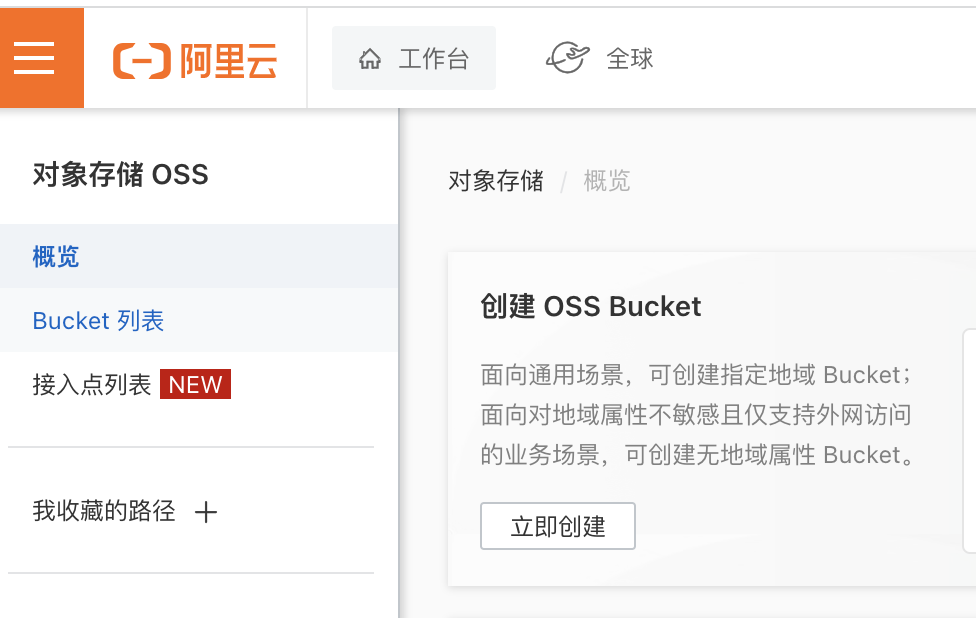 阿里云
工作台
全球
对象存储 OSS
概览
Bucket 列表
接入点列表 NEW
我收藏的路径
对象存储 / 概览
创建 OSS Bucket
面向通用场景，可创建指定地域 Bucket；
面向对地域属性不敏感且仅支持外网访问
的业务场景，可创建无地域属性 Bucket。
立即创建